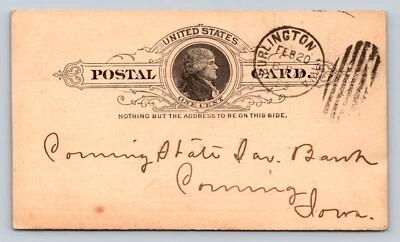 UNITED STATES
POSTAL CARD.
ONE CENT
NOTHING BUT THE ADDRESS TO BE ON THIS SIDE.
BURLINGTON
FEB 20
Corning State Sav. Bank
Corning
Iowa.